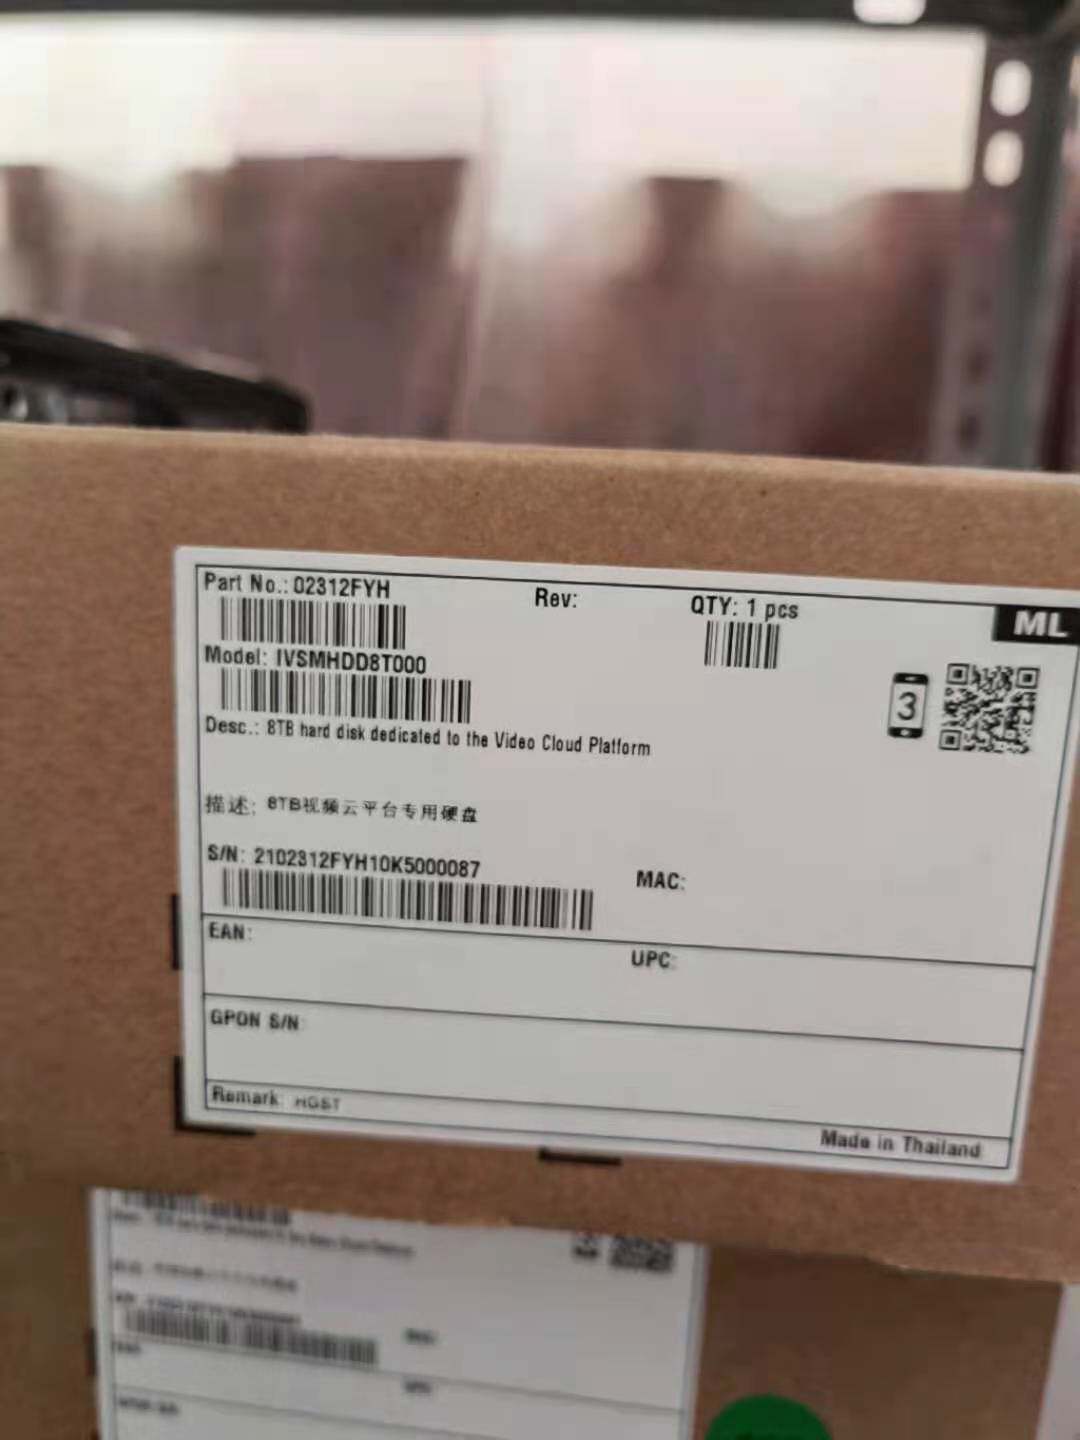 Part No.: 02312FYH
Rev:
QTY: 1 pcs
ML
Model: IVSMHDD8T000
3
Desc.: 8TB hard disk dedicated to the Video Cloud Platform
描述: 8TB视频云平台专用硬盘
S/N: 2102312FYH10K5000087
MAC:
EAN:
UPC:
GPON S/N:
Remark: HGST
Made in Thailand